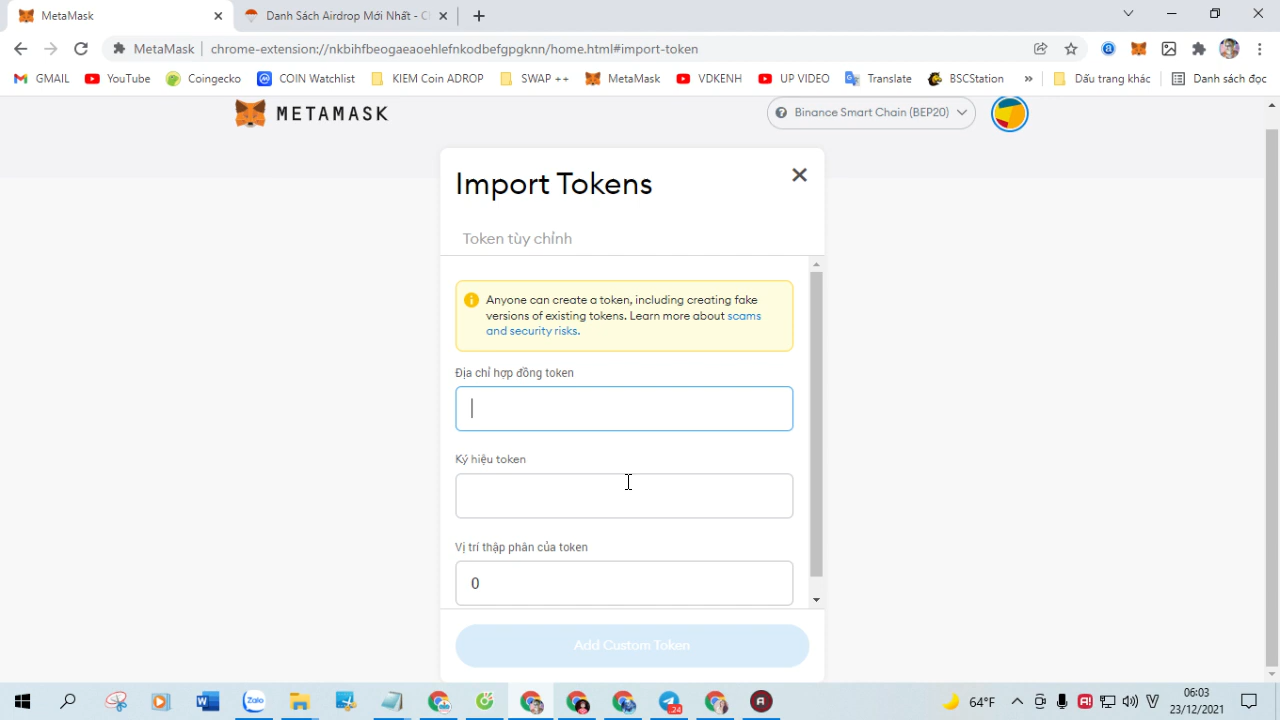 MetaMask
Danh Sách Airdrop Mới Nhất - C
MetaMask
chrome-extension://nkbihfbeogaeaoehlefnkodbefgpgknn/home.html#import-token
GMAIL
YouTube
Coingecko
COIN Watchlist
KIEM Coin ADROP
SWAP ++
MetaMask
VDKENH
UP VIDEO
Translate
BSCStation
»
Dấu trang khác
Danh sách đọc
METAMASK
Binance Smart Chain (BEP20)
Import Tokens
Token tùy chỉnh
Anyone can create a token, including creating fake
versions of existing tokens. Learn more about scams
and security risks.
Địa chỉ hợp đồng token
Ký hiệu token
Vị trí thập phân của token
0
Add Custom Token
Zalo
24
64°F
06:03
23/12/2021